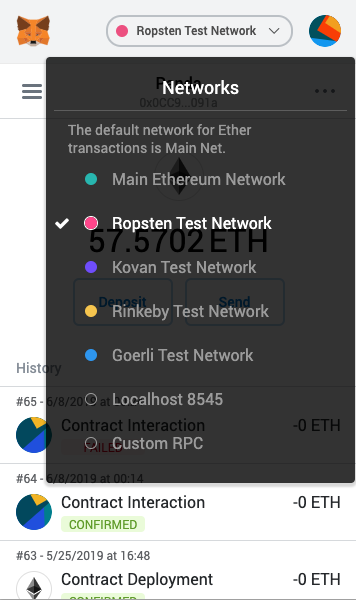 Ropsten Test Network
Networks
0x0CC9...091a
The default network for Ether
transactions is Main Net.
Main Ethereum Network
Ropsten Test Network
57.5702 ETH
Kovan Test Network
Deposit
Send
Rinkeby Test Network
Goerli Test Network
History
#65 - 6/8/2019 at
Localhost 8545
Contract Interaction
-0 ETH
FAILED
Custom RPC
#64 - 6/8/2019 at 00:14
Contract Interaction
-0 ETH
CONFIRMED
#63 - 5/25/2019 at 16:48
Contract Deployment
-0 ETH
CONFIRMED